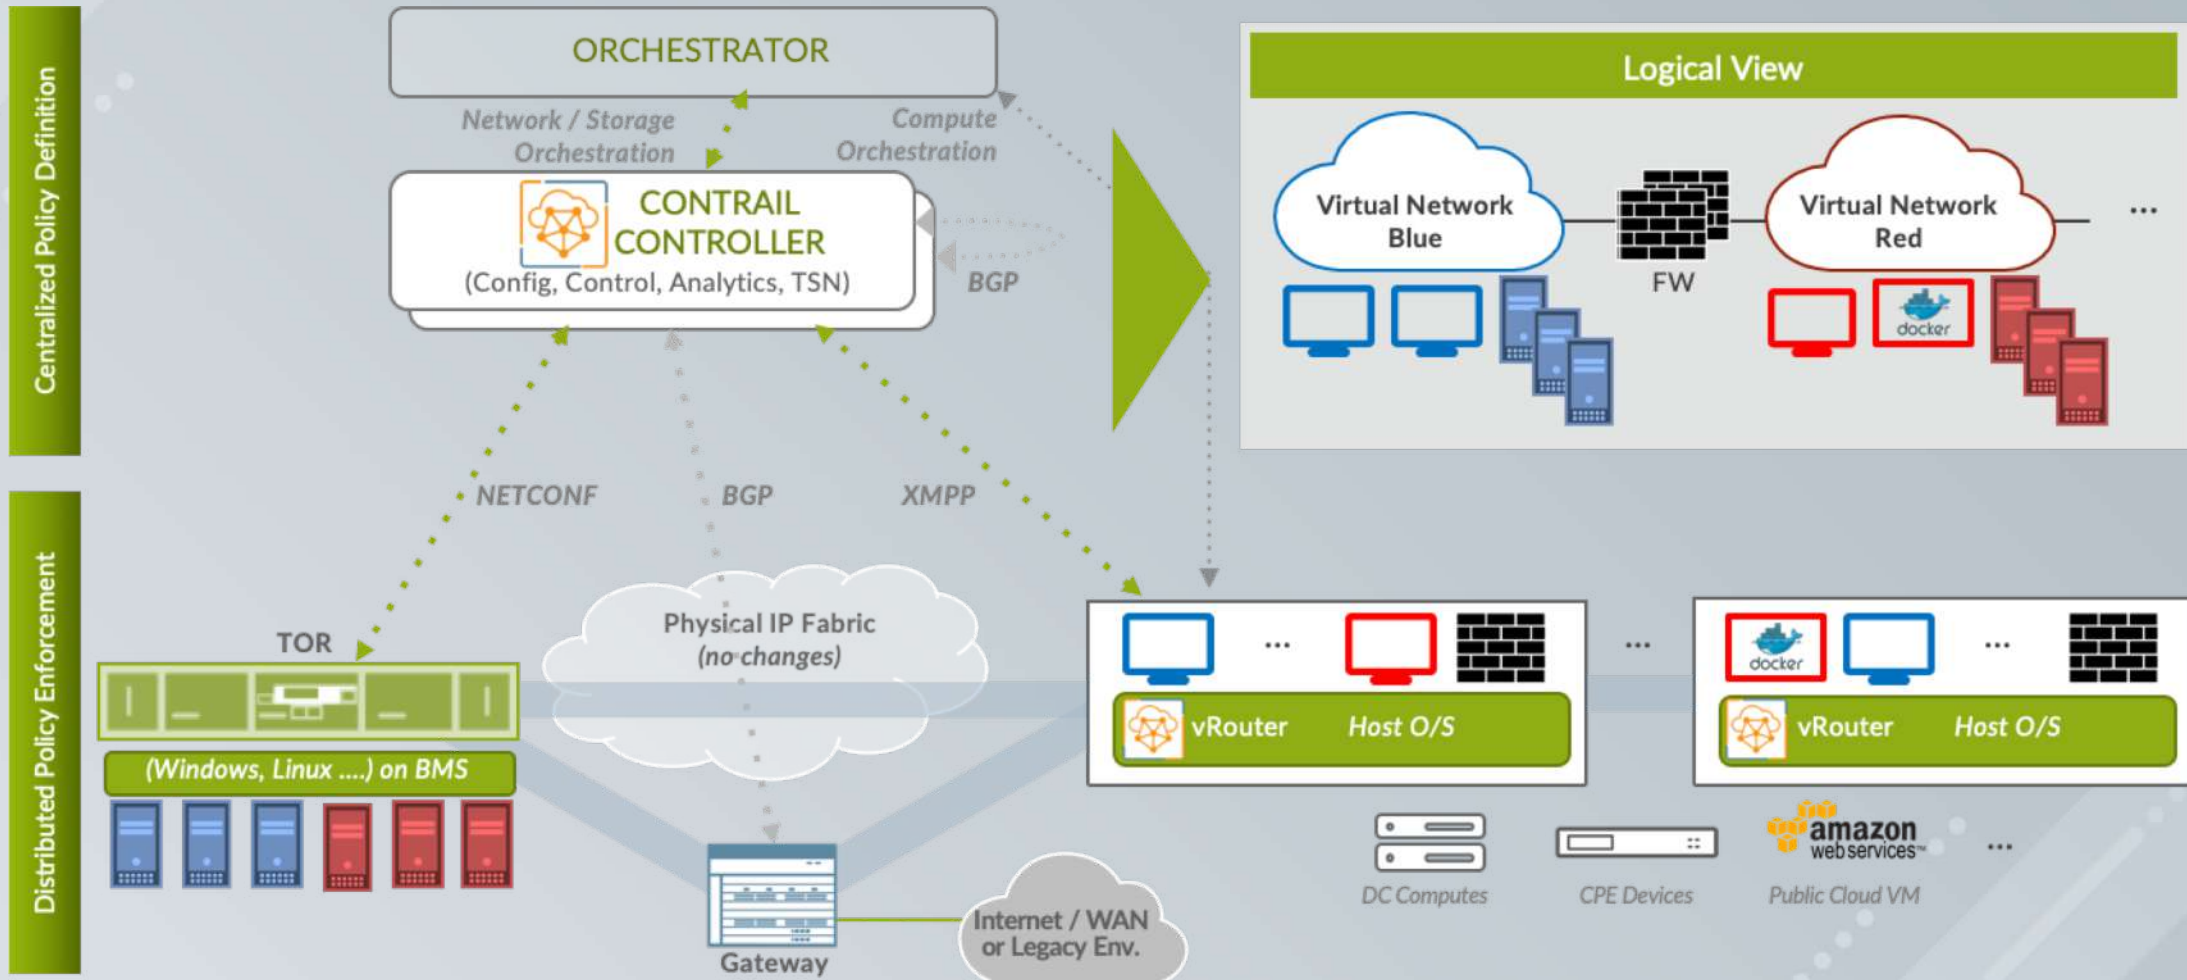 Centralized Policy Definition
ORCHESTRATOR
Network / Storage
Orchestration
Compute
Orchestration
CONTRAIL
CONTROLLER
(Config, Control, Analytics, TSN)
BGP
Logical View
Virtual Network
Blue
FW
Virtual Network
Red
...
docker
Distributed Policy Enforcement
NETCONF
BGP
XMPP
TOR
(Windows, Linux ....) on BMS
Physical IP Fabric
(no changes)
Gateway
Internet / WAN
or Legacy Env.
...
vRouter Host O/S
...
docker
...
vRouter Host O/S
DC Computes
CPE Devices
amazon
webservices™
Public Cloud VM
...